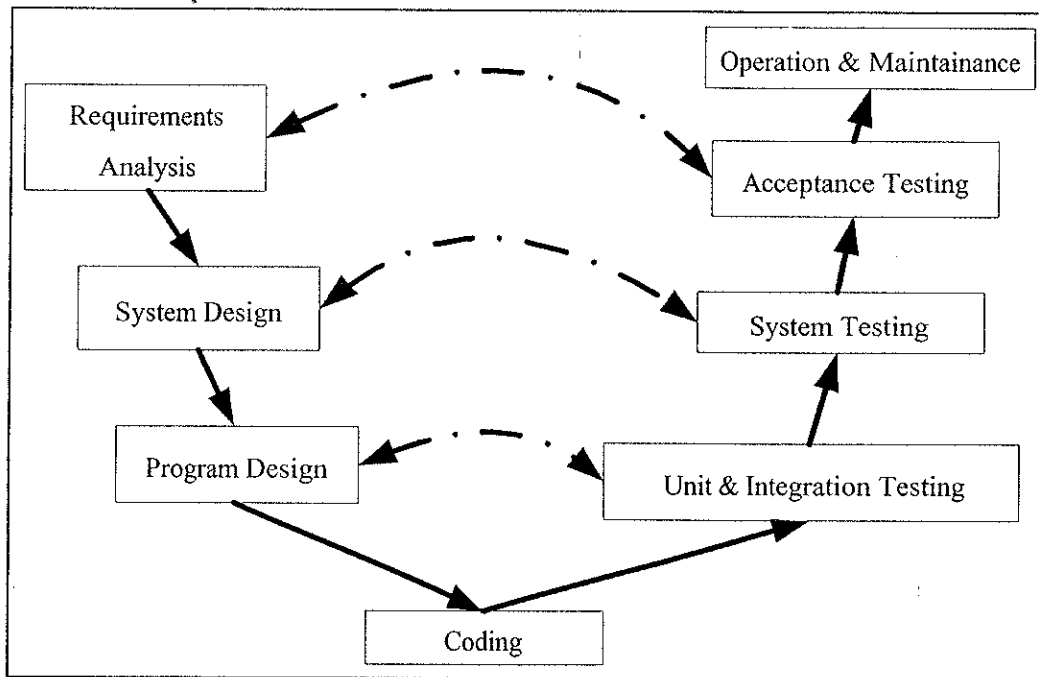 Operation & Maintainance
Requirements
Analysis
Acceptance Testing
System Design
System Testing
Program Design
Unit & Integration Testing
Coding